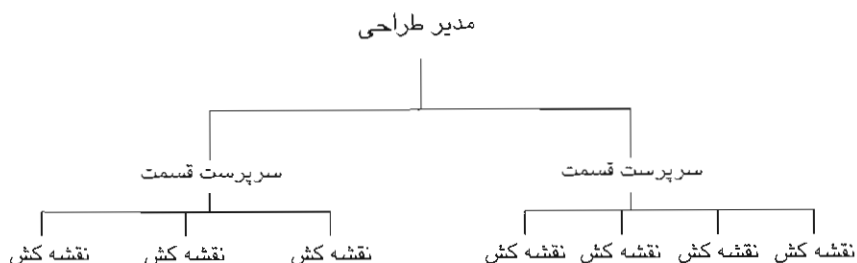 مدیر طراحی
سرپرست قسمت سرپرست قسمت
نقشه کش نقشه کش نقشه کش نقشه کش نقشه کش نقشه کش نقشه کش